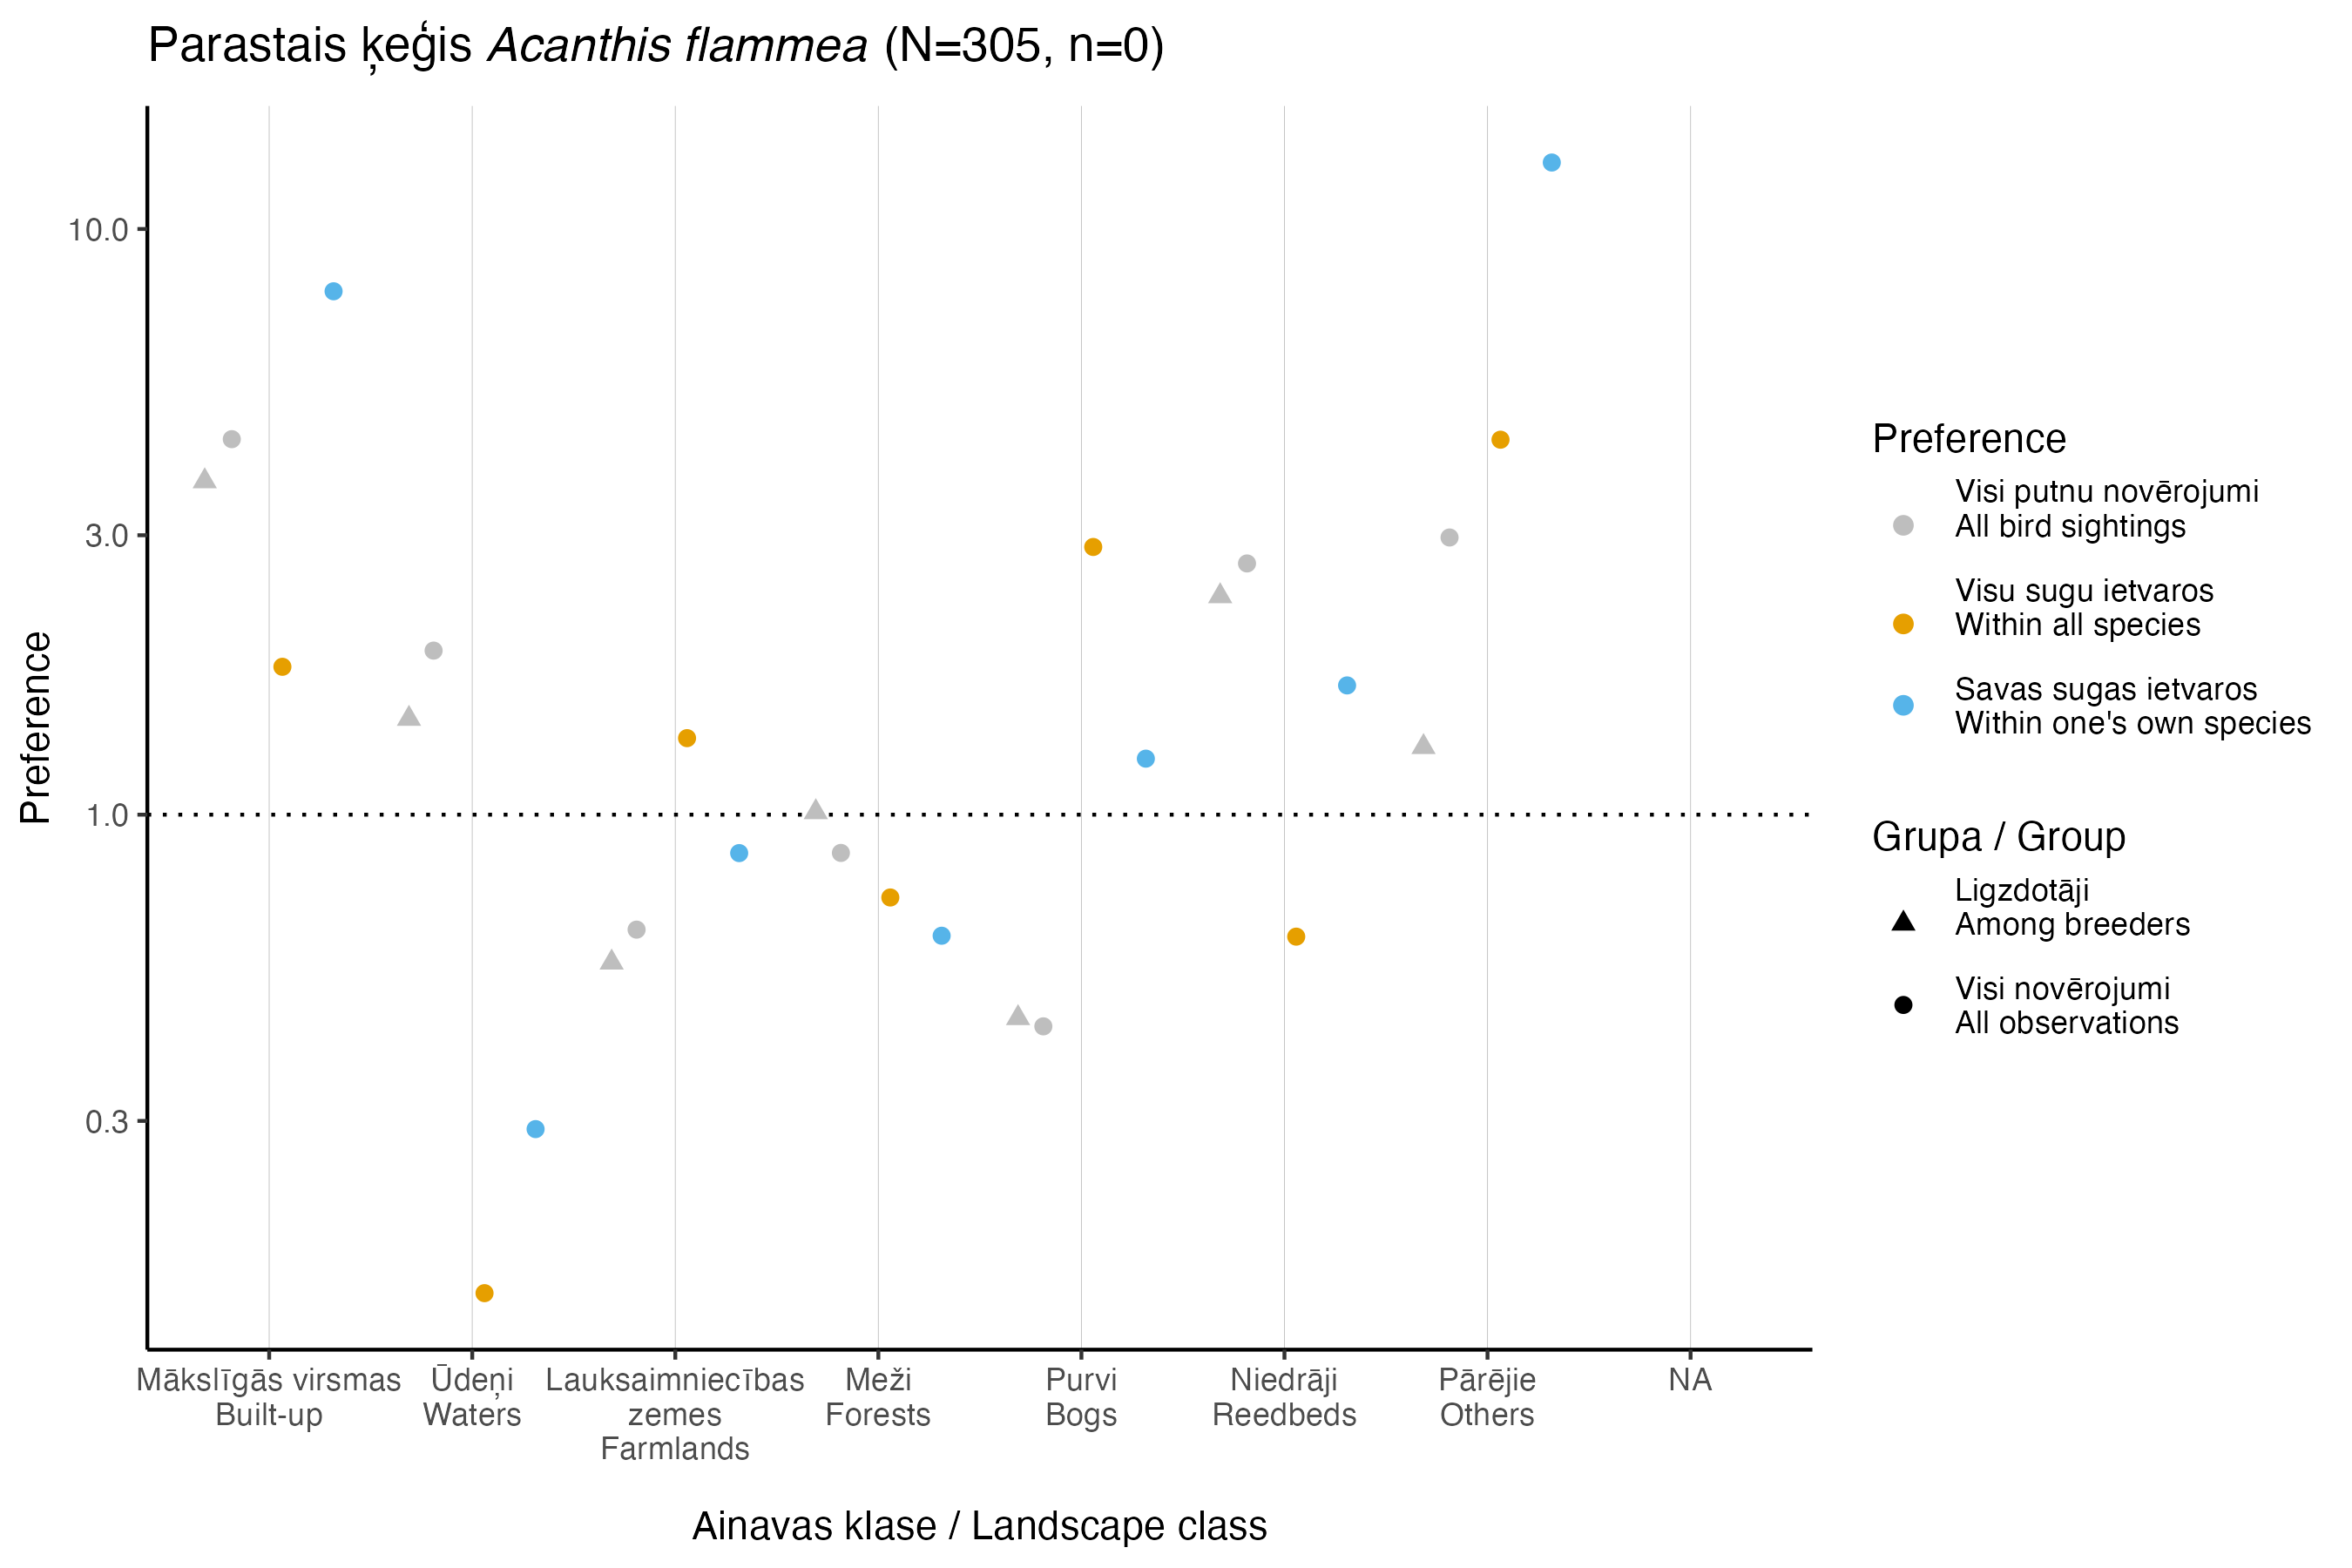 Parastais ķeģis Acanthis flammea (N=305, n=0)
Preference
10.0
3.0
1.0
0.3
Mākslīgās virsmas
Built-up
Ūdeņi
Waters
Lauksaimniecības
zemes
Farmlands
Meži
Forests
Purvi
Bogs
Niedrāji
Reedbeds
Pārējie
Others
NA
Ainavas klase / Landscape class
Preference
Visi putnu novērojumi
All bird sightings
Visu sugu ietvaros
Within all species
Savas sugas ietvaros
Within one's own species
Grupa / Group
Ligzdotāji
Among breeders
Visi novērojumi
All observations